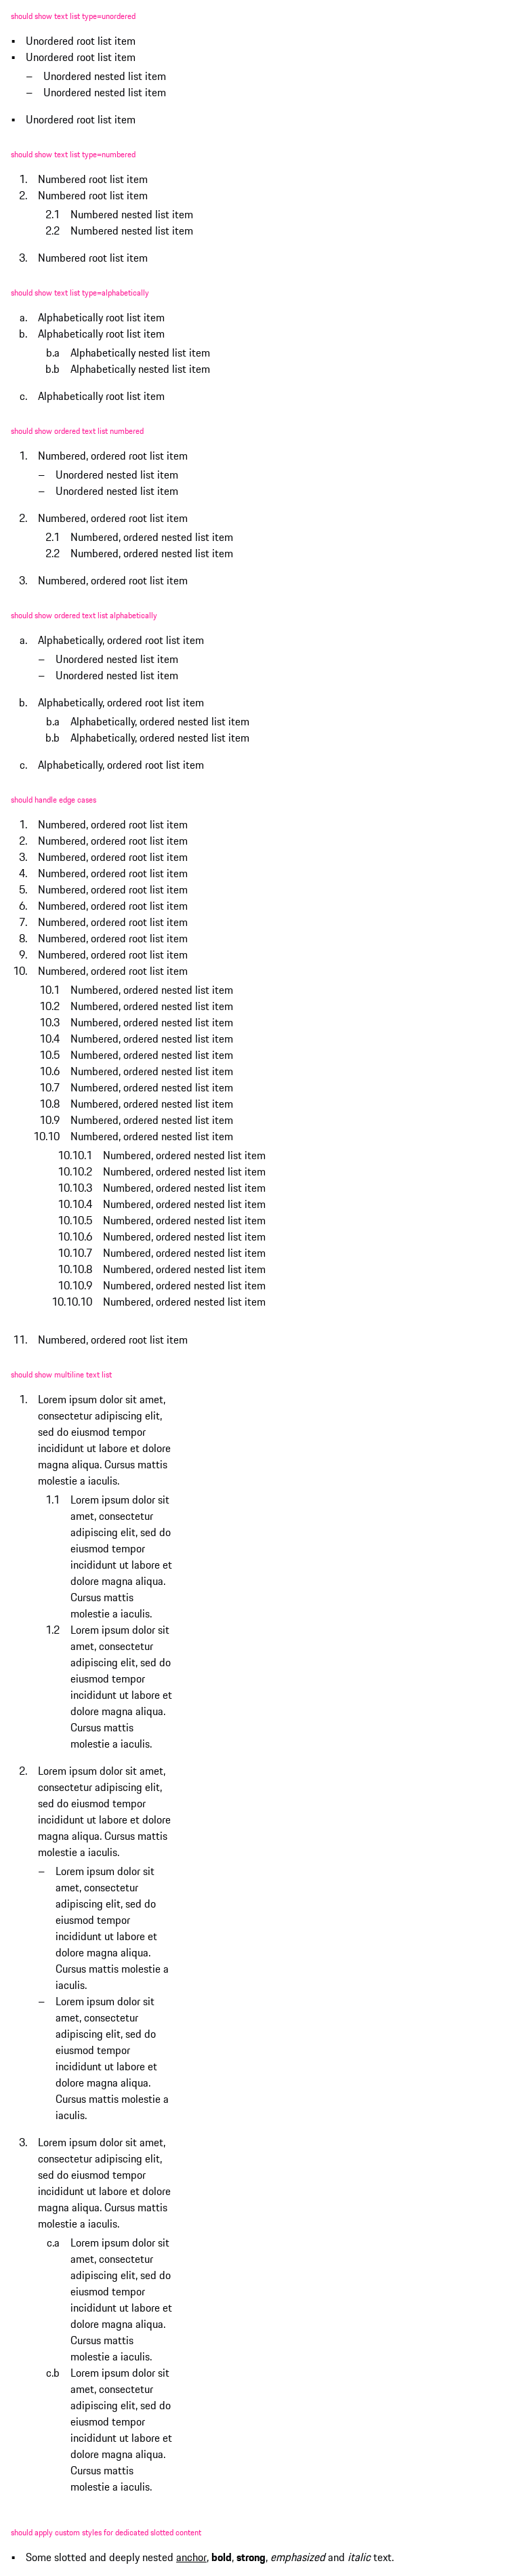 should show text list type=unordered
▪ Unordered root list item
▪ Unordered root list item
– Unordered nested list item
– Unordered nested list item
▪ Unordered root list item
should show text list type=numbered
1. Numbered root list item
2. Numbered root list item
2.1 Numbered nested list item
2.2 Numbered nested list item
3. Numbered root list item
should show text list type=alphabetically
a. Alphabetically root list item
b. Alphabetically root list item
b.a Alphabetically nested list item
b.b Alphabetically nested list item
c. Alphabetically root list item
should show ordered text list numbered
1. Numbered, ordered root list item
– Unordered nested list item
– Unordered nested list item
2. Numbered, ordered root list item
2.1 Numbered, ordered nested list item
2.2 Numbered, ordered nested list item
3. Numbered, ordered root list item
should show ordered text list alphabetically
a. Alphabetically, ordered root list item
– Unordered nested list item
– Unordered nested list item
b. Alphabetically, ordered root list item
b.a Alphabetically, ordered nested list item
b.b Alphabetically, ordered nested list item
c. Alphabetically, ordered root list item
should handle edge cases
1. Numbered, ordered root list item
2. Numbered, ordered root list item
3. Numbered, ordered root list item
4. Numbered, ordered root list item
5. Numbered, ordered root list item
6. Numbered, ordered root list item
7. Numbered, ordered root list item
8. Numbered, ordered root list item
9. Numbered, ordered root list item
10. Numbered, ordered root list item
10.1 Numbered, ordered nested list item
10.2 Numbered, ordered nested list item
10.3 Numbered, ordered nested list item
10.4 Numbered, ordered nested list item
10.5 Numbered, ordered nested list item
10.6 Numbered, ordered nested list item
10.7 Numbered, ordered nested list item
10.8 Numbered, ordered nested list item
10.9 Numbered, ordered nested list item
10.10 Numbered, ordered nested list item
10.10.1 Numbered, ordered nested list item
10.10.2 Numbered, ordered nested list item
10.10.3 Numbered, ordered nested list item
10.10.4 Numbered, ordered nested list item
10.10.5 Numbered, ordered nested list item
10.10.6 Numbered, ordered nested list item
10.10.7 Numbered, ordered nested list item
10.10.8 Numbered, ordered nested list item
10.10.9 Numbered, ordered nested list item
10.10.10 Numbered, ordered nested list item
11. Numbered, ordered root list item
should show multiline text list
1. Lorem ipsum dolor sit amet,
consectetur adipiscing elit,
sed do eiusmod tempor
incididunt ut labore et dolore
magna aliqua. Cursus mattis
molestie a iaculis.
1.1 Lorem ipsum dolor sit
amet, consectetur
adipiscing elit, sed do
eiusmod tempor
incididunt ut labore et
dolore magna aliqua.
Cursus mattis
molestie a iaculis.
1.2 Lorem ipsum dolor sit
amet, consectetur
adipiscing elit, sed do
eiusmod tempor
incididunt ut labore et
dolore magna aliqua.
Cursus mattis
molestie a iaculis.
2. Lorem ipsum dolor sit amet,
consectetur adipiscing elit,
sed do eiusmod tempor
incididunt ut labore et dolore
magna aliqua. Cursus mattis
molestie a iaculis.
– Lorem ipsum dolor sit
amet, consectetur
adipiscing elit, sed do
eiusmod tempor
incididunt ut labore et
dolore magna aliqua.
Cursus mattis molestie a
iaculis.
– Lorem ipsum dolor sit
amet, consectetur
adipiscing elit, sed do
eiusmod tempor
incididunt ut labore et
dolore magna aliqua.
Cursus mattis molestie a
iaculis.
3. Lorem ipsum dolor sit amet,
consectetur adipiscing elit,
sed do eiusmod tempor
incididunt ut labore et dolore
magna aliqua. Cursus mattis
molestie a iaculis.
c.a Lorem ipsum dolor sit
amet, consectetur
adipiscing elit, sed do
eiusmod tempor
incididunt ut labore et
dolore magna aliqua.
Cursus mattis
molestie a iaculis.
c.b Lorem ipsum dolor sit
amet, consectetur
adipiscing elit, sed do
eiusmod tempor
incididunt ut labore et
dolore magna aliqua.
Cursus mattis
molestie a iaculis.
should apply custom styles for dedicated slotted content
▪ Some slotted and deeply nested anchor, bold, strong, emphasized and italic text.